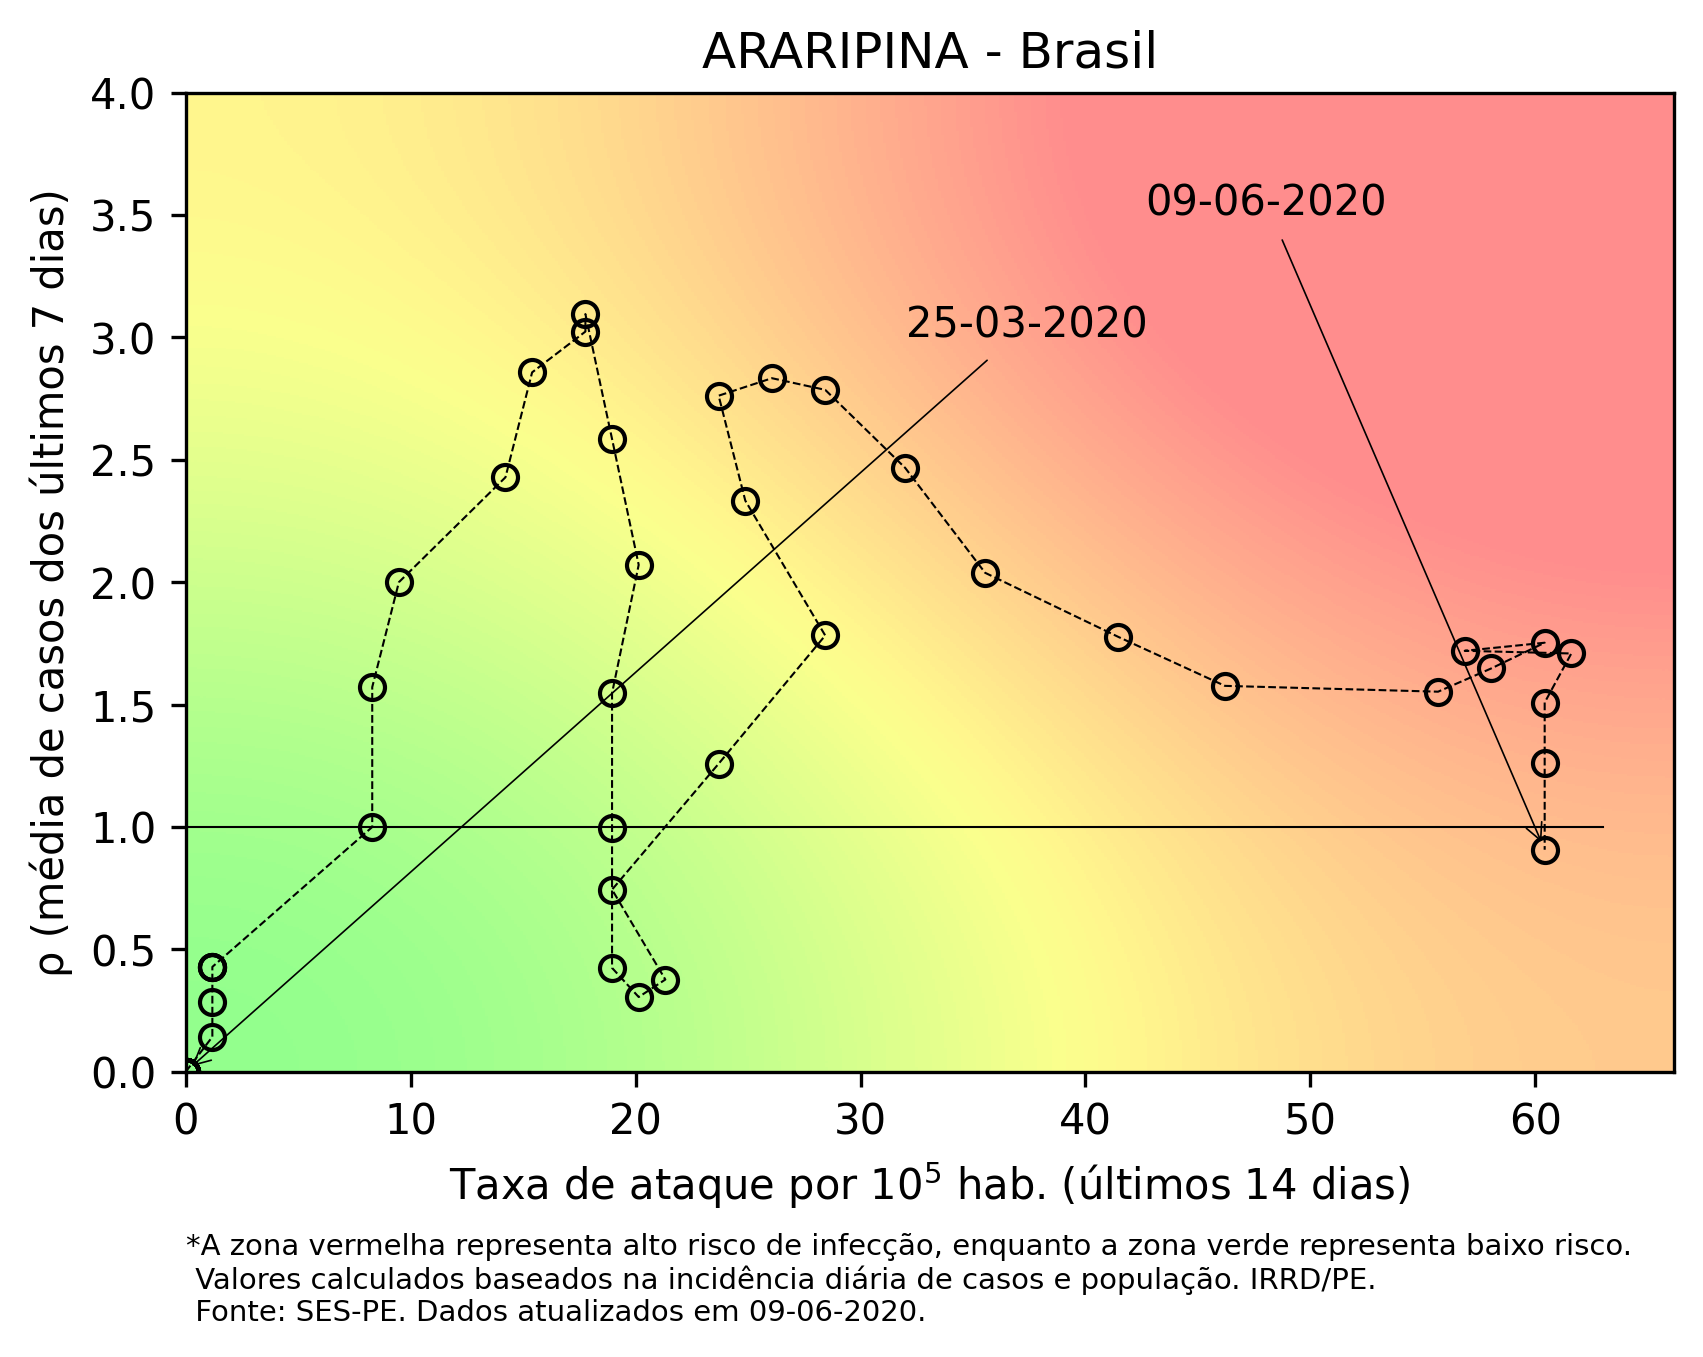 ARARIPINA - Brasil
4.0
3.5
3.0
2.5
2.0
1.5
1.0
0.5
0.0
ρ (média de casos dos últimos 7 dias)
09-06-2020
25-03-2020
0 10 20 30 40 50 60
Taxa de ataque por 10⁵ hab. (últimos 14 dias)
*A zona vermelha representa alto risco de infecção, enquanto a zona verde representa baixo risco.
Valores calculados baseados na incidência diária de casos e população. IRRD/PE.
Fonte: SES-PE. Dados atualizados em 09-06-2020.